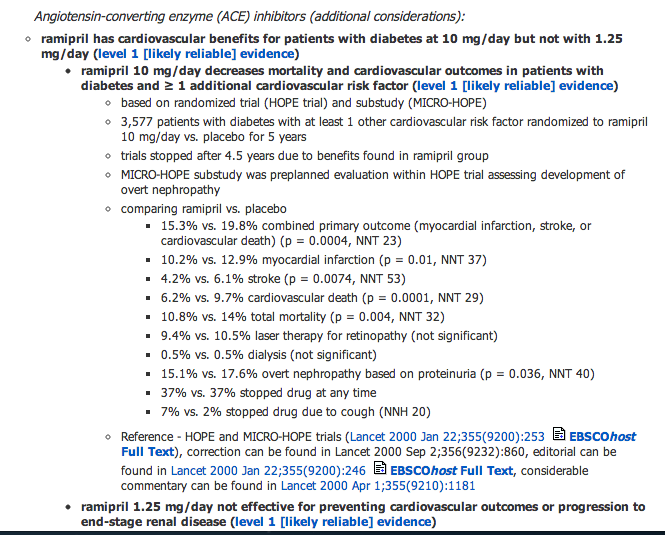 Angiotensin-converting enzyme (ACE) inhibitors (additional considerations):
ramipril has cardiovascular benefits for patients with diabetes at 10 mg/day but not with 1.25
mg/day (level 1 [likely reliable] evidence)
ramipril 10 mg/day decreases mortality and cardiovascular outcomes in patients with
diabetes and ≥ 1 additional cardiovascular risk factor (level 1 [likely reliable] evidence)
based on randomized trial (HOPE trial) and substudy (MICRO-HOPE)
3,577 patients with diabetes with at least 1 other cardiovascular risk factor randomized to ramipril
10 mg/day vs. placebo for 5 years
trials stopped after 4.5 years due to benefits found in ramipril group
MICRO-HOPE substudy was preplanned evaluation within HOPE trial assessing development of
overt nephropathy
comparing ramipril vs. placebo
15.3% vs. 19.8% combined primary outcome (myocardial infarction, stroke, or
cardiovascular death) (p = 0.0004, NNT 23)
10.2% vs. 12.9% myocardial infarction (p = 0.01, NNT 37)
4.2% vs. 6.1% stroke (p = 0.0074, NNT 53)
6.2% vs. 9.7% cardiovascular death (p = 0.0001, NNT 29)
10.8% vs. 14% total mortality (p = 0.004, NNT 32)
9.4% vs. 10.5% laser therapy for retinopathy (not significant)
0.5% vs. 0.5% dialysis (not significant)
15.1% vs. 17.6% overt nephropathy based on proteinuria (p = 0.036, NNT 40)
37% vs. 37% stopped drug at any time
7% vs. 2% stopped drug due to cough (NNH 20)
Reference - HOPE and MICRO-HOPE trials (Lancet 2000 Jan 22;355(9200):253 EBSCOhost
Full Text), correction can be found in Lancet 2000 Sep 2;356(9232):860, editorial can be
found in Lancet 2000 Jan 22;355(9200):246 EBSCOhost Full Text, considerable
commentary can be found in Lancet 2000 Apr 1;355(9210):1181
ramipril 1.25 mg/day not effective for preventing cardiovascular outcomes or progression to
end-stage renal disease (level 1 [likely reliable] evidence)